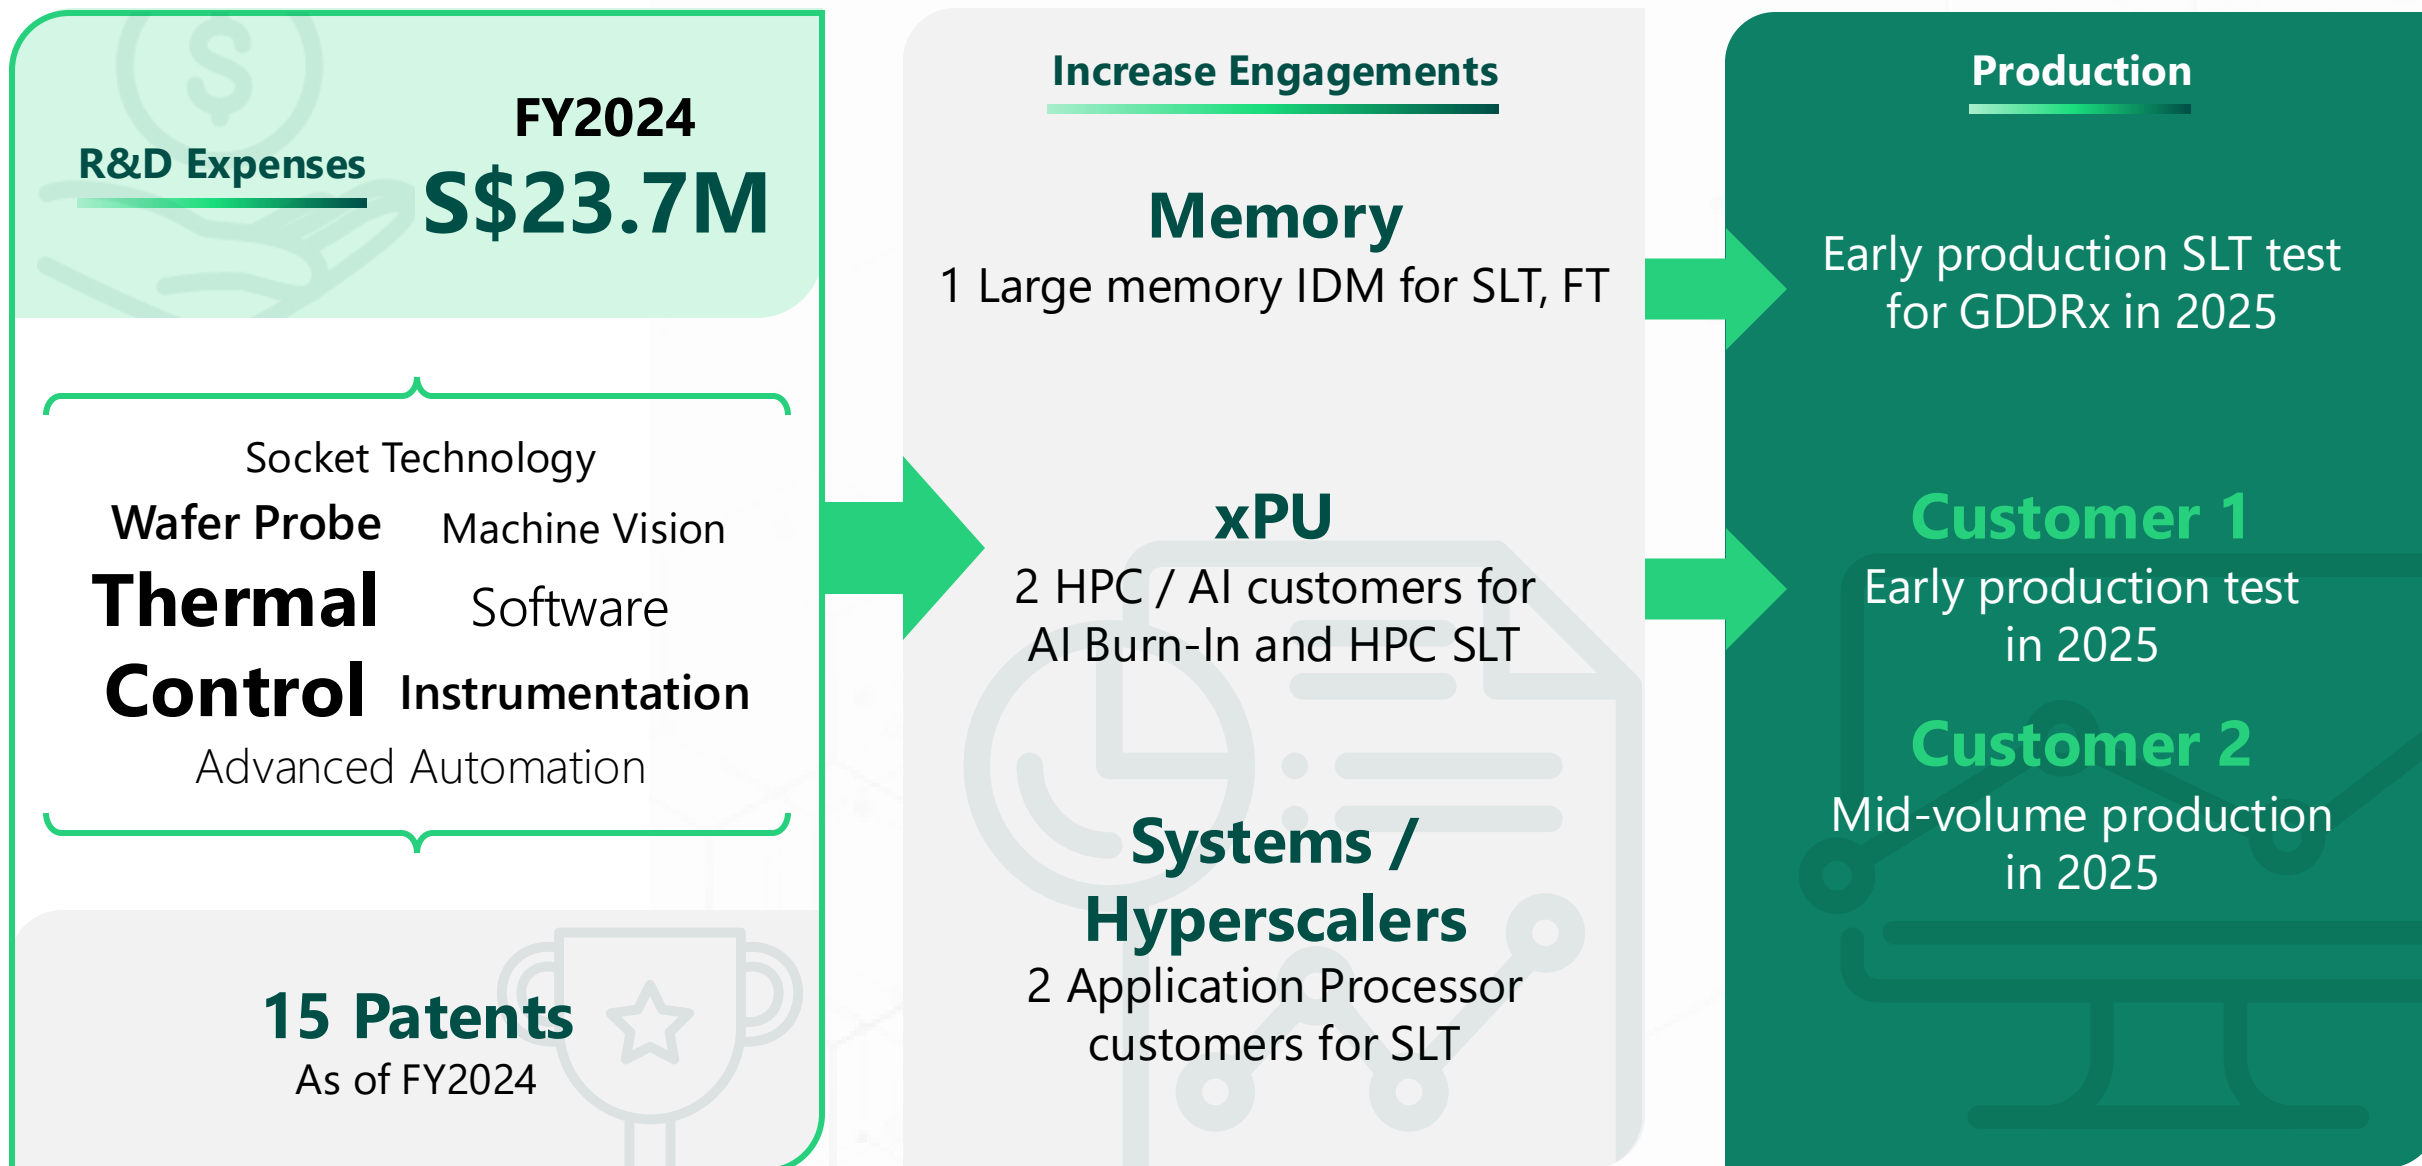 R&D Expenses
FY2024
S$23.7M
Socket Technology
Wafer Probe
Machine Vision
Thermal
Control
Software
Instrumentation
Advanced Automation
15 Patents
As of FY2024
Increase Engagements
Memory
1 Large memory IDM for SLT, FT
xPU
2 HPC / AI customers for
AI Burn-In and HPC SLT
Systems /
Hyperscalers
2 Application Processor
customers for SLT
Production
Early production SLT test
for GDDRx in 2025
Customer 1
Early production test
in 2025
Customer 2
Mid-volume production
in 2025